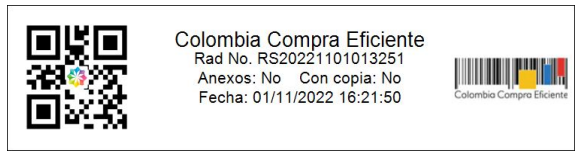 Colombia Compra Eficiente
Rad No. RS20221101013251
Anexos: No Con copia: No
Fecha: 01/11/2022 16:21:50
Colombia Compra Eficiente